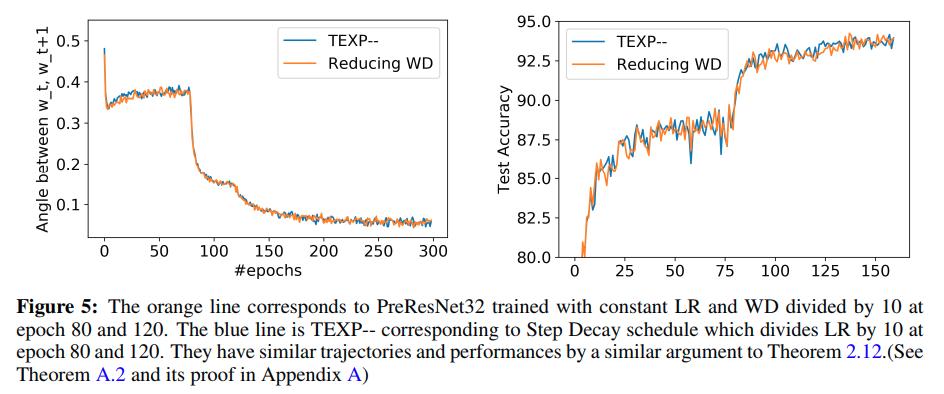 Angle between w_t, w_t+1
0.5
0.4
0.3
0.2
0.1
TEXP--
Reducing WD
0 50 100 150 200 250 300
#epochs
Test Accuracy
95.0
92.5
90.0
87.5
85.0
82.5
80.0
TEXP--
Reducing WD
0 25 50 75 100 125 150
Figure 5: The orange line corresponds to PreResNet32 trained with constant LR and WD divided by 10 at
epoch 80 and 120. The blue line is TEXP-- corresponding to Step Decay schedule which divides LR by 10 at
epoch 80 and 120. They have similar trajectories and performances by a similar argument to Theorem 2.12.(See
Theorem A.2 and its proof in Appendix A)